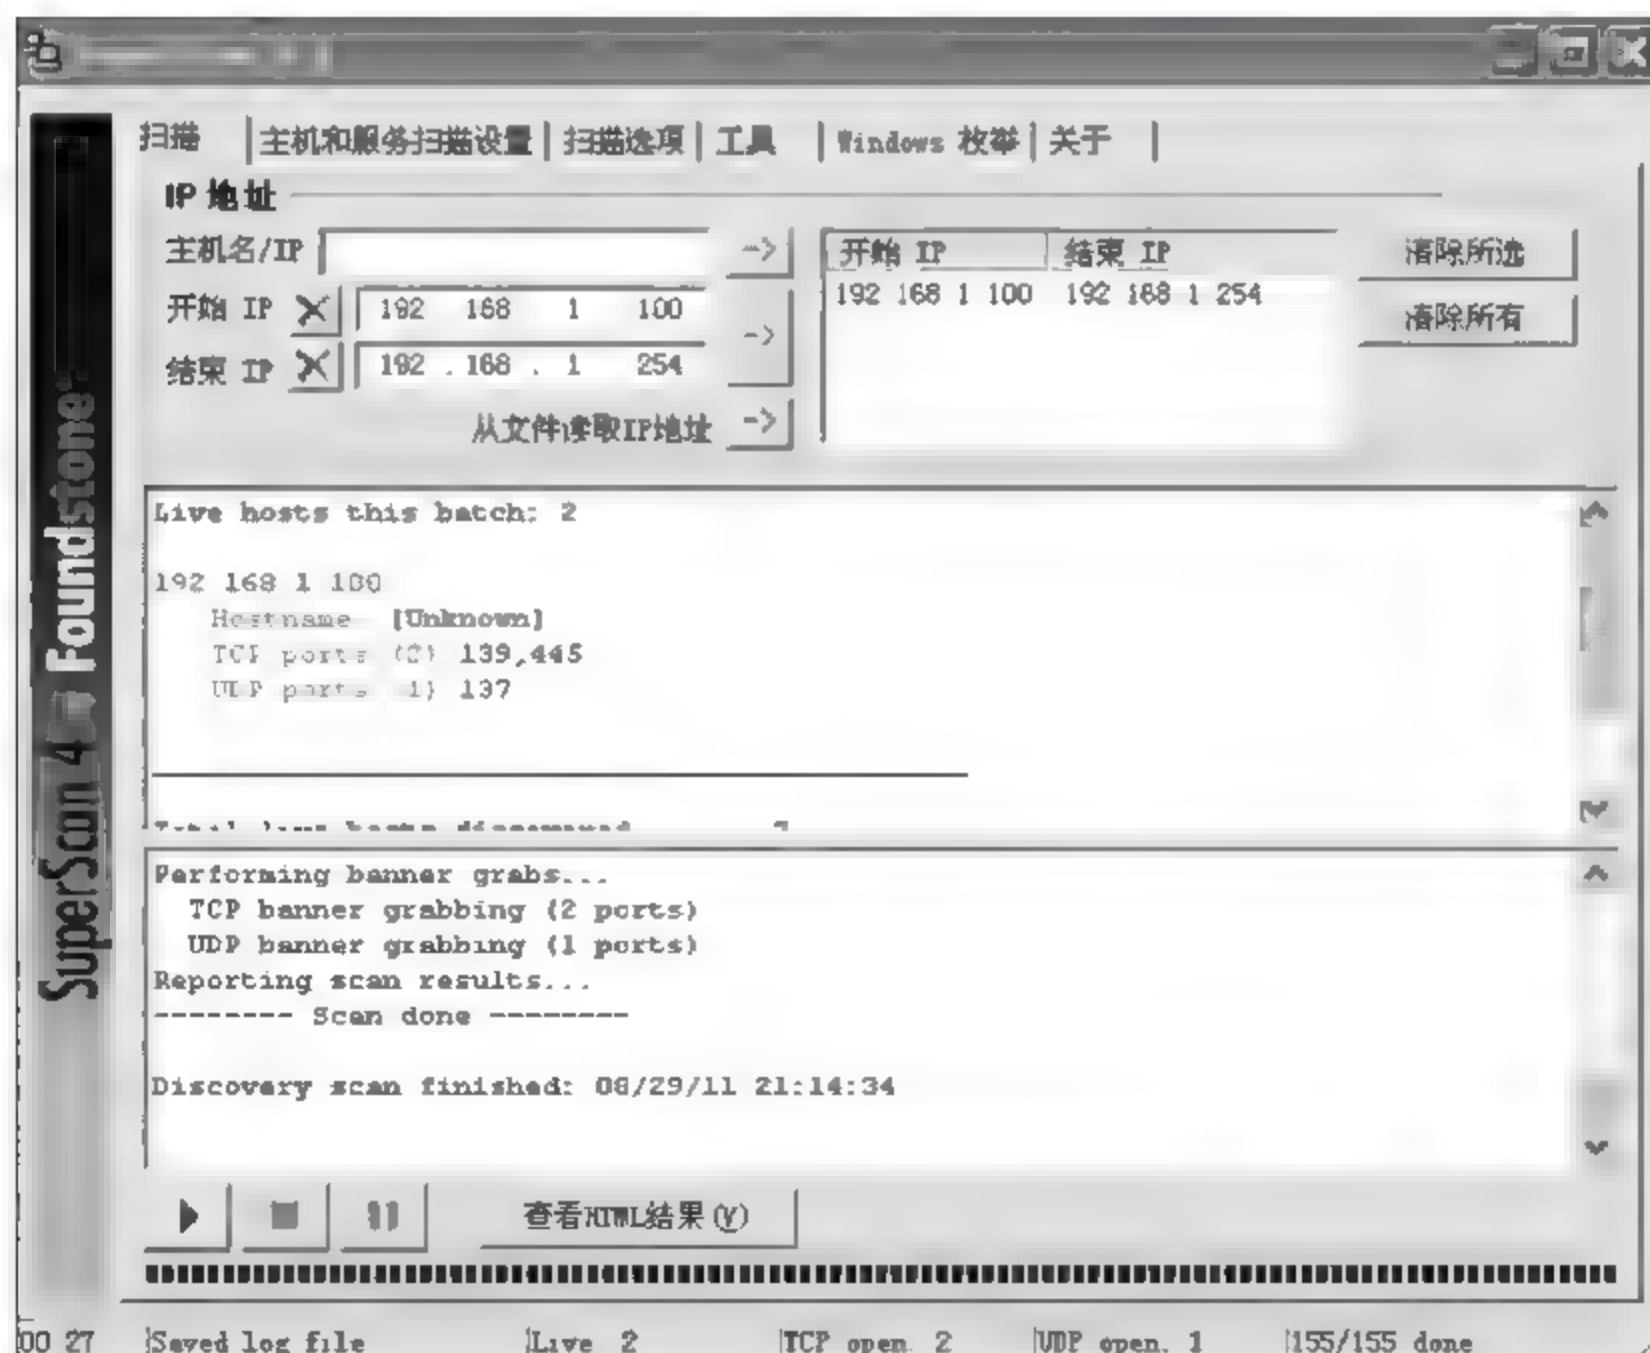 扫描 主机和服务扫描设置 扫描选项 工具 Windows 枚举 关于
IP 地址
主机名/IP ->
开始 IP 192 168 1 100 ->
结束 IP 192 . 168 . 1 254
从文件读取IP地址 ->
开始 IP 结束 IP
192 168 1 100 192 168 1 254
清除所选
清除所有
Live hosts this batch: 2
192 168 1 100
Hostname [Unknown]
TCP ports (2) 139,445
UDP ports 1) 137
Performing banner grabs...
TCP banner grabbing (2 ports)
UDP banner grabbing (1 ports)
Reporting scan results...
-------- Scan done --------
Discovery scan finished: 08/29/11 21:14:34
查看HTML结果(V)
00 27 Saved log file Live 2 TCP open 2 UDP open. 1 155/155 done
SuperScan 4 Foundstone